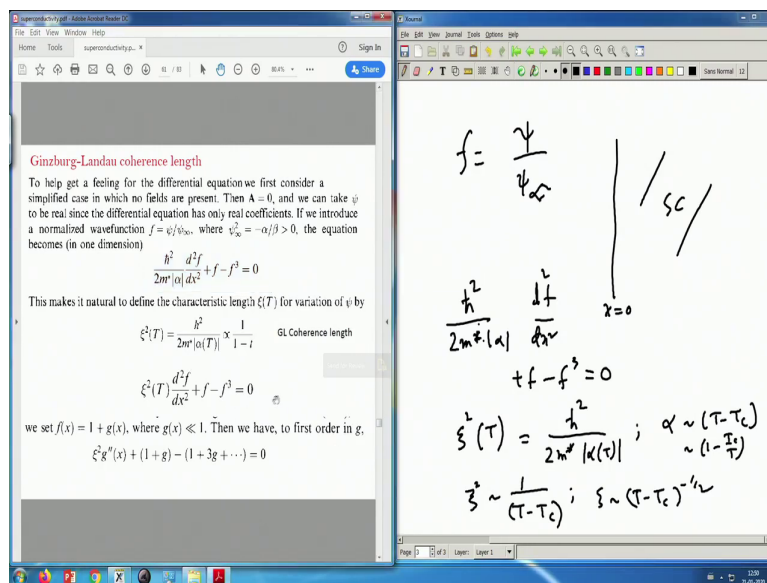 superconductivity.pdf - Adobe Acrobat Reader DC
File Edit View Window Help
Home Tools superconductivity.p... × Sign In
61 / 93 80.4% Share
Ginzburg-Landau coherence length
To help get a feeling for the differential equation we first consider a
simplified case in which no fields are present. Then A = 0, and we can take ψ
to be real since the differential equation has only real coefficients. If we introduce
a normalized wavefunction f = ψ/ψ∞, where ψ∞² = −α/β > 0, the equation
becomes (in one dimension)
ħ²/2m*|α| d²f/dx² + f − f³ = 0
This makes it natural to define the characteristic length ξ(T) for variation of ψ by
ξ²(T) = ħ²/2m*|α(T)| ∝ 1/1 − t GL Coherence length
ξ²(T) d²f/dx² + f − f³ = 0
we set f(x) = 1 + g(x), where g(x) ≪ 1. Then we have, to first order in g,
ξ²g″(x) + (1 + g) − (1 + 3g + ⋯) = 0
Xournal
File Edit View Journal Tools Options Help
Sans Normal 12
f = ψ/ψ∝
SC
x=0
ħ²/2m*|α| d²f/dx²
+f − f³ = 0
ξ²(T) = ħ²/2m*|α(T)| ; α ~ (T−Tc)
~ (1 − Tc/T)
ξ² ~ 1/(T−Tc) ; ξ ~ (T−Tc)^−1/2
Page 3 of 3 Layer: Layer 1
12:50